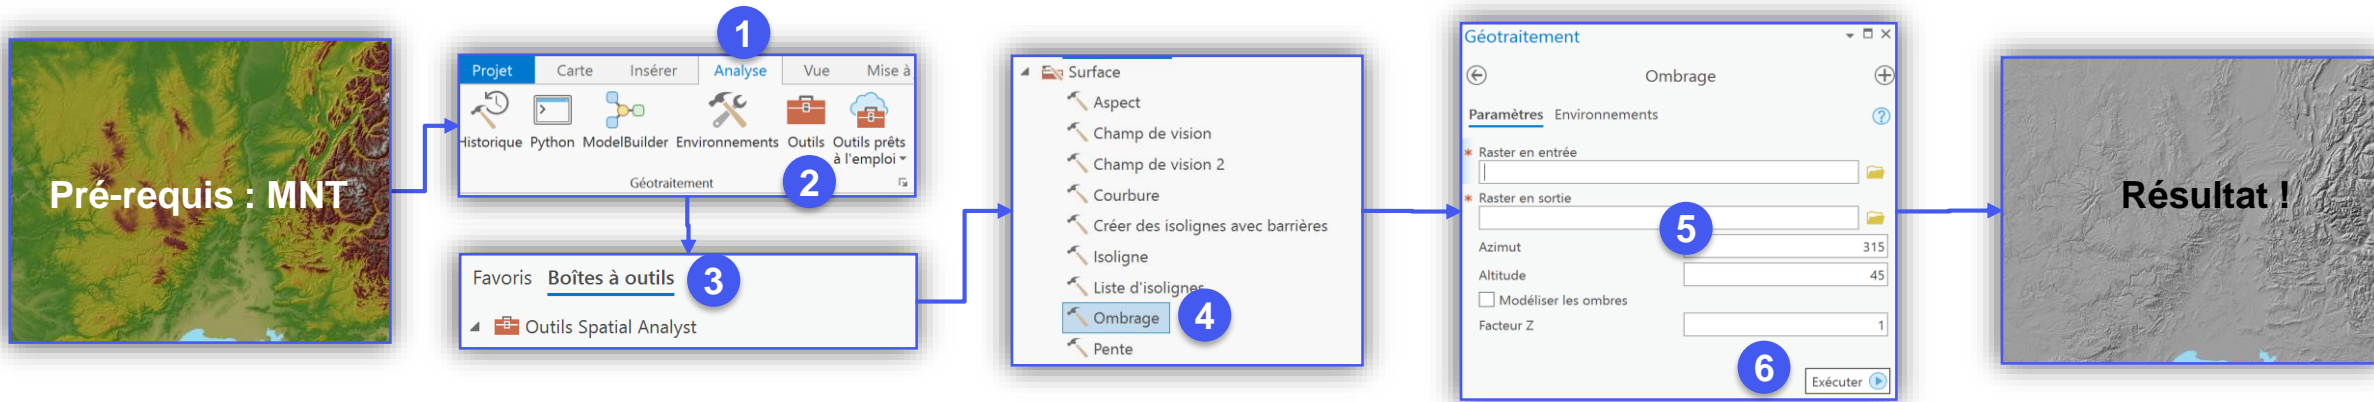 Pré-requis : MNT
1
Projet Carte Insérer Analyse Vue Mise à
Historique Python ModelBuilder Environnements Outils Outils prêts
à l'emploi
Géotraitement
2
Favoris Boîtes à outils
3
Outils Spatial Analyst
Surface
Aspect
Champ de vision
Champ de vision 2
Courbure
Créer des isolignes avec barrières
Isoligne
Liste d'isolignes
Ombrage
4
Pente
Géotraitement
Ombrage
Paramètres Environnements
?
* Raster en entrée
* Raster en sortie
5
Azimut 315
Altitude 45
Modéliser les ombres
Facteur Z 1
6
Exécuter
Résultat !